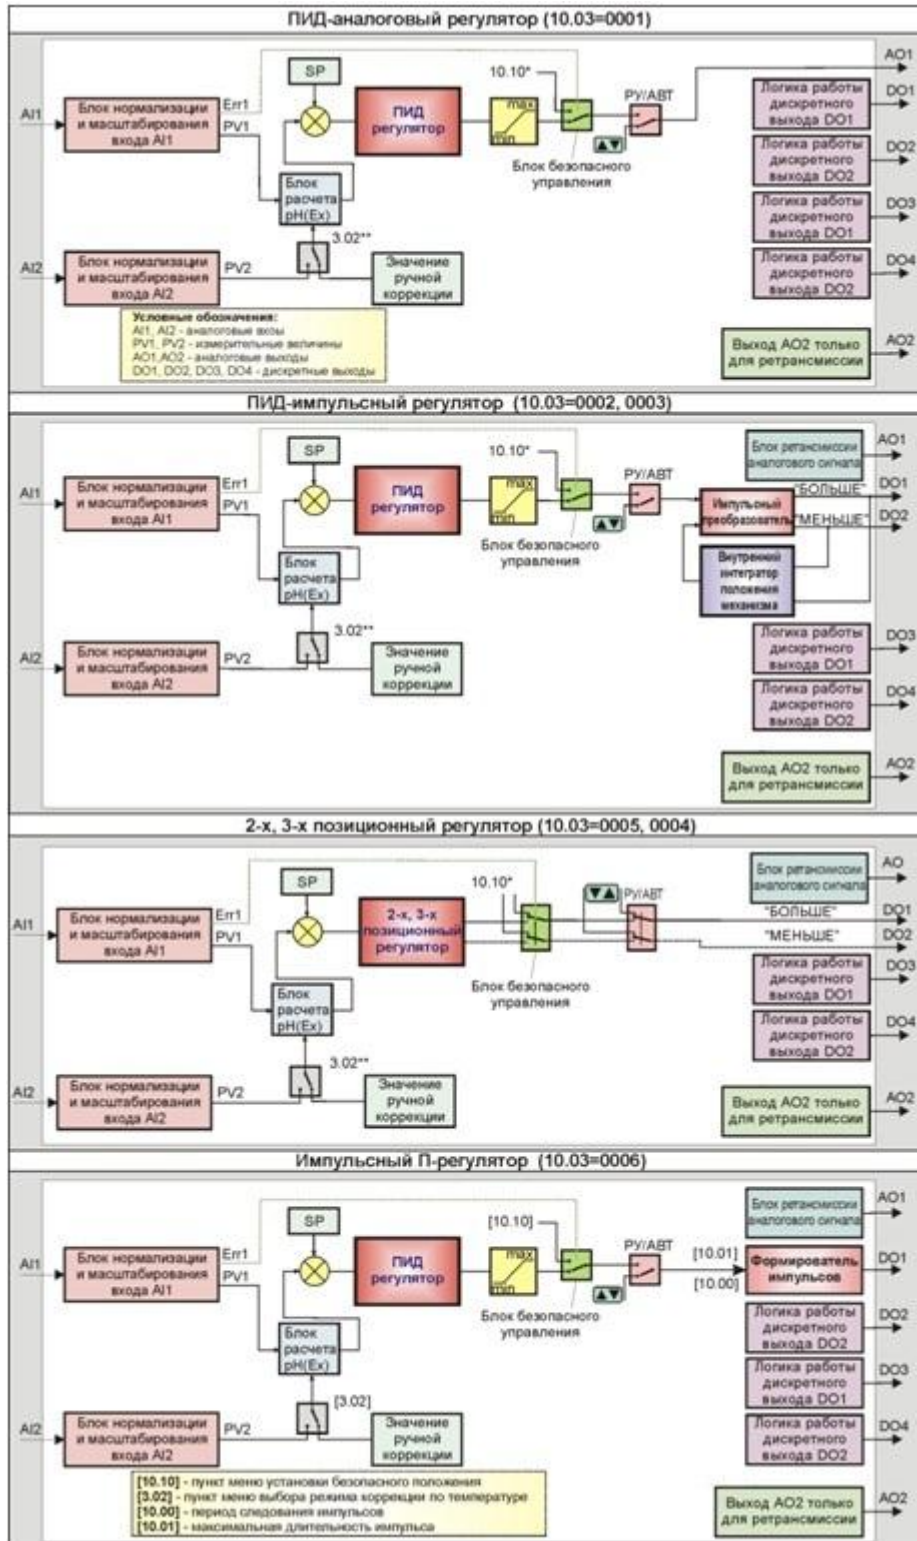 ПИД-аналоговый регулятор (10.03=0001)
SP
10.10*
AO1
AI1
Блок нормализации
и масштабирования
входа AI1
Err1
PV1
ПИД
регулятор
max
min
РУ/АВТ
Блок безопасного
управления
Логика работы
дискретного
выхода DO1
DO1
Логика работы
дискретного
выхода DO2
DO2
Блок
расчета
pH(Ex)
Логика работы
дискретного
выхода DO1
DO3
3.02**
AI2
Блок нормализации
и масштабирования
входа AI2
PV2
Значение
ручной
коррекции
Логика работы
дискретного
выхода DO2
DO4
Условные обозначения:
AI1, AI2 - аналоговые вхоы
PV1, PV2 - измерительные величины
AO1,AO2 - аналоговые выходы
DO1, DO2, DO3, DO4 - дискретные выходы
Выход AO2 только
для ретрансмиссии
AO2
ПИД-импульсный регулятор (10.03=0002, 0003)
SP
10.10*
Блок ретансмиссии
аналогового сигнала
AO1
AI1
Блок нормализации
и масштабирования
входа AI1
Err1
PV1
ПИД
регулятор
max
min
РУ/АВТ
Блок безопасного
управления
"БОЛЬШЕ"
DO1
Импульсный
преобразователь
"МЕНЬШЕ"
DO2
Внутренний
интегратор
положения
механизма
Блок
расчета
pH(Ex)
3.02**
AI2
Блок нормализации
и масштабирования
входа AI2
PV2
Значение
ручной
коррекции
Логика работы
дискретного
выхода DO1
DO3
Логика работы
дискретного
выхода DO2
DO4
Выход AO2 только
для ретрансмиссии
AO2
2-х, 3-х позиционный регулятор (10.03=0005, 0004)
SP
10.10*
РУ/АВТ
Блок ретансмиссии
аналогового сигнала
AO
AI1
Блок нормализации
и масштабирования
входа AI1
Err1
PV1
2-х, 3-х
позиционный
регулятор
Блок безопасного
управления
"БОЛЬШЕ"
DO1
"МЕНЬШЕ"
DO2
Логика работы
дискретного
выхода DO1
DO3
Блок
расчета
pH(Ex)
Логика работы
дискретного
выхода DO2
DO4
3.02**
AI2
Блок нормализации
и масштабирования
входа AI2
PV2
Значение
ручной
коррекции
Выход AO2 только
для ретрансмиссии
AO2
Импульсный П-регулятор (10.03=0006)
SP
[10.10]
Блок ретансмиссии
аналогового сигнала
AO1
AI1
Блок нормализации
и масштабирования
входа AI1
Err1
PV1
ПИД
регулятор
max
min
РУ/АВТ
Блок безопасного
управления
[10.01]
[10.00]
Формирователь
импульсов
DO1
Логика работы
дискретного
выхода DO2
DO2
Блок
расчета
pH(Ex)
Логика работы
дискретного
выхода DO1
DO3
[3.02]
AI2
Блок нормализации
и масштабирования
входа AI2
PV2
Значение
ручной
коррекции
Логика работы
дискретного
выхода DO2
DO4
[10.10] - пункт меню установки безопасного положения
[3.02] - пункт меню выбора режима коррекции по температуре
[10.00] - период следования импульсов
[10.01] - максимальная длительность импульса
Выход AO2 только
для ретрансмиссии
AO2